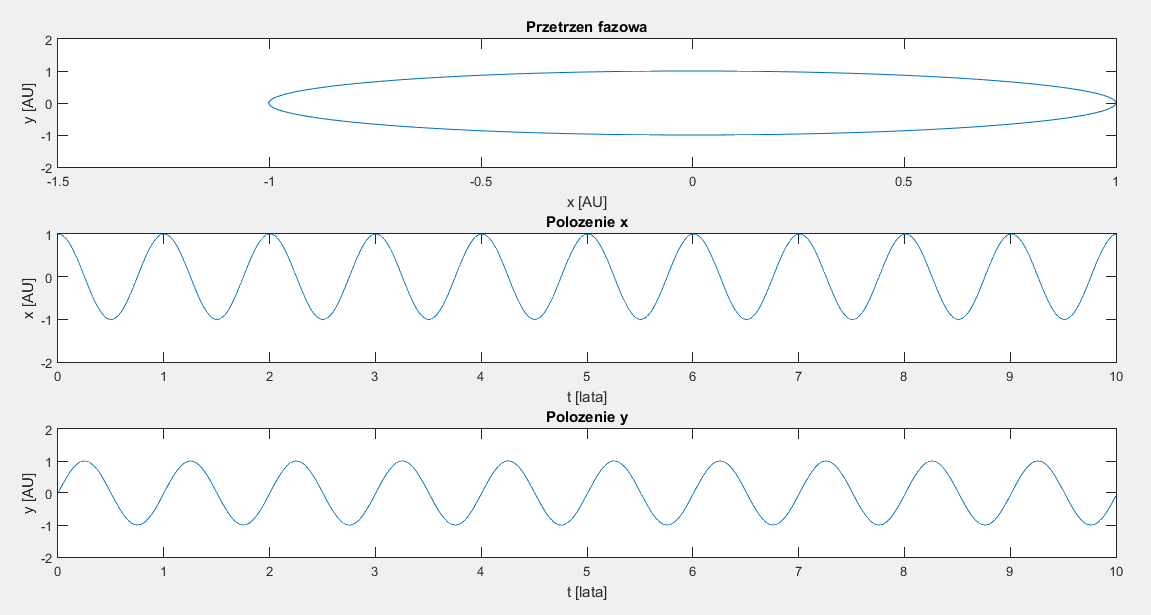 Przetrzen fazowa
2
1
0
-1
-2
y [AU]
-1.5 -1 -0.5 0 0.5 1
x [AU]
Polozenie x
1
0
-1
-2
x [AU]
0 1 2 3 4 5 6 7 8 9 10
t [lata]
Polozenie y
2
1
0
-1
-2
y [AU]
0 1 2 3 4 5 6 7 8 9 10
t [lata]